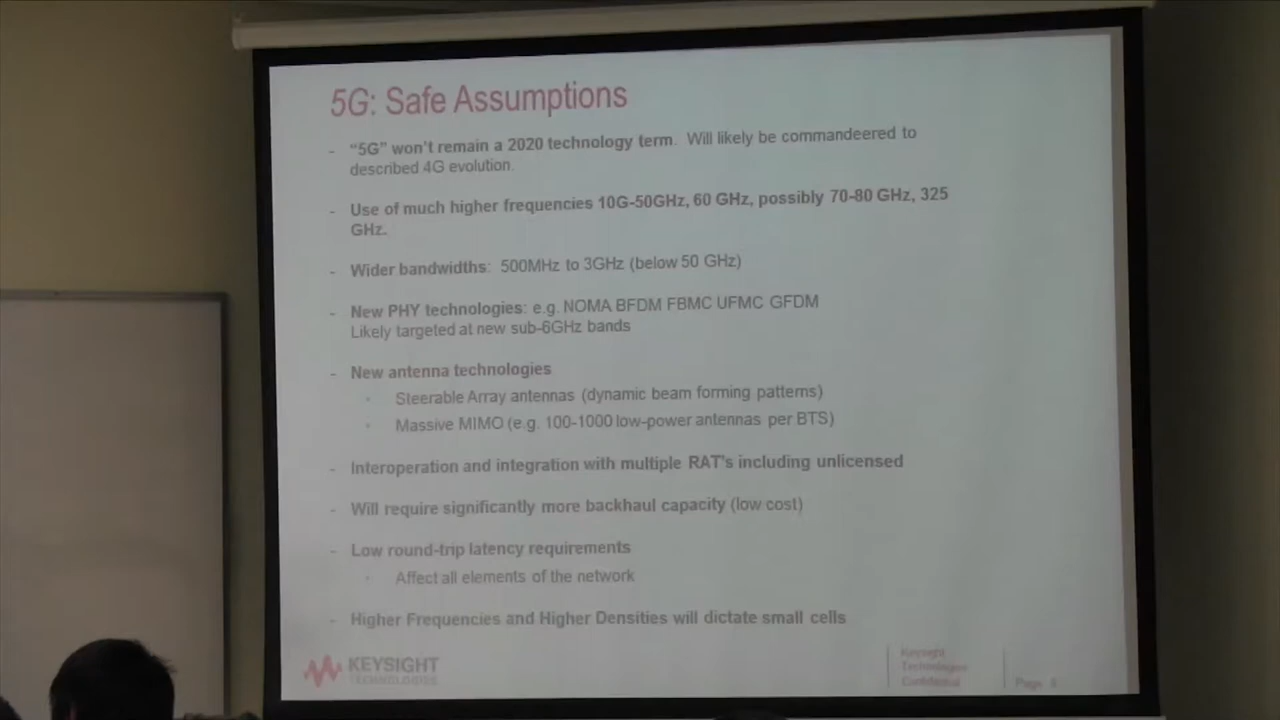 5G: Safe Assumptions
- "5G" won't remain a 2020 technology term. Will likely be commandeered to
described 4G evolution.
- Use of much higher frequencies 10G-50GHz, 60 GHz, possibly 70-80 GHz, 325
GHz.
- Wider bandwidths: 500MHz to 3GHz (below 50 GHz)
- New PHY technologies: e.g. NOMA BFDM FBMC UFMC GFDM
Likely targeted at new sub-6GHz bands
- New antenna technologies
· Steerable Array antennas (dynamic beam forming patterns)
· Massive MIMO (e.g. 100-1000 low-power antennas per BTS)
- Interoperation and integration with multiple RAT's including unlicensed
- Will require significantly more backhaul capacity (low cost)
- Low round-trip latency requirements
· Affect all elements of the network
- Higher Frequencies and Higher Densities will dictate small cells
KEYSIGHT
TECHNOLOGIES
Keysight
Technologies
Confidential
Page